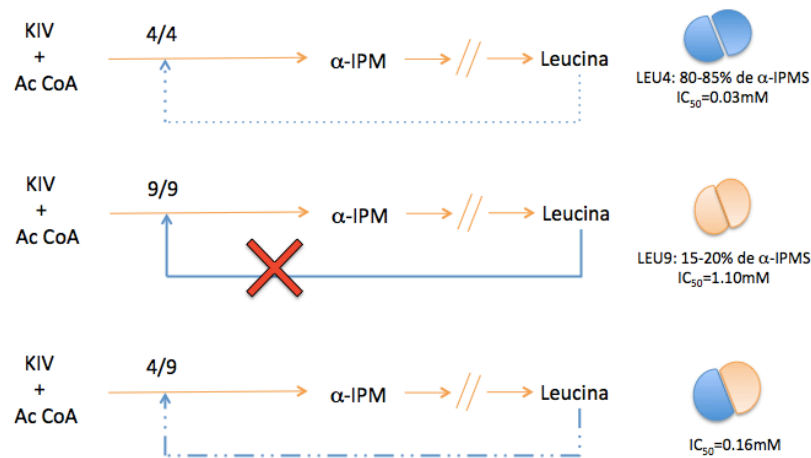 KIV
+
Ac CoA
4/4
α-IPM
Leucina
LEU4: 80-85% de α-IPMS
IC50=0.03mM
KIV
+
Ac CoA
9/9
α-IPM
Leucina
LEU9: 15-20% de α-IPMS
IC50=1.10mM
KIV
+
Ac CoA
4/9
α-IPM
Leucina
IC50=0.16mM